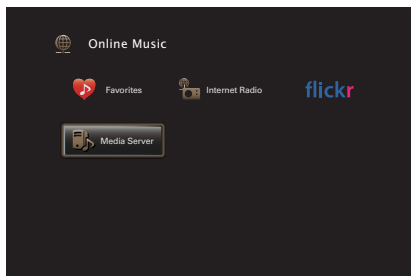 Online Music
Favorites
Internet Radio
flickr
Media Server